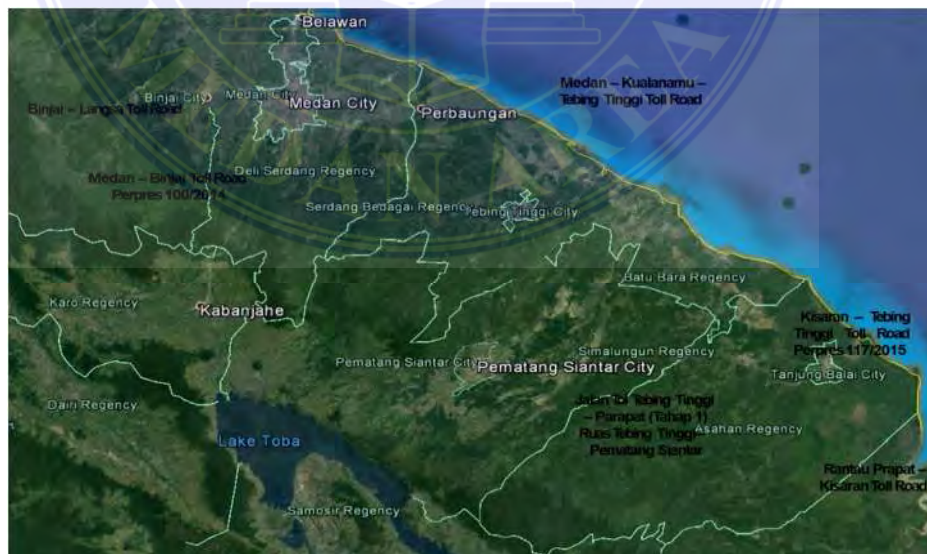 Belawan
Binjai City
Medan City
Medan City
Perbaungan
Medan – Kualanamu –
Tebing Tinggi Toll Road
Binjai – Langsa Toll Road
Medan – Binjai Toll Road
Perpres 100/2014
Deli Serdang Regency
Serdang Bedagai Regency
Tebing Tinggi City
Batu Bara Regency
Karo Regency
Kabanjahe
Kisaran – Tebing
Tinggi Toll Road
Perpres 117/2015
Simalungun Regency
Pematang Siantar City
Pematang Siantar City
Tanjung Balai City
Dairi Regency
Jalan Tol Tebing Tinggi
– Parapat (Tahap 1)
Ruas Tebing Tinggi –
Pematang Siantar
Asahan Regency
Lake Toba
Rantau Prapat –
Kisaran Toll Road
Samosir Regency